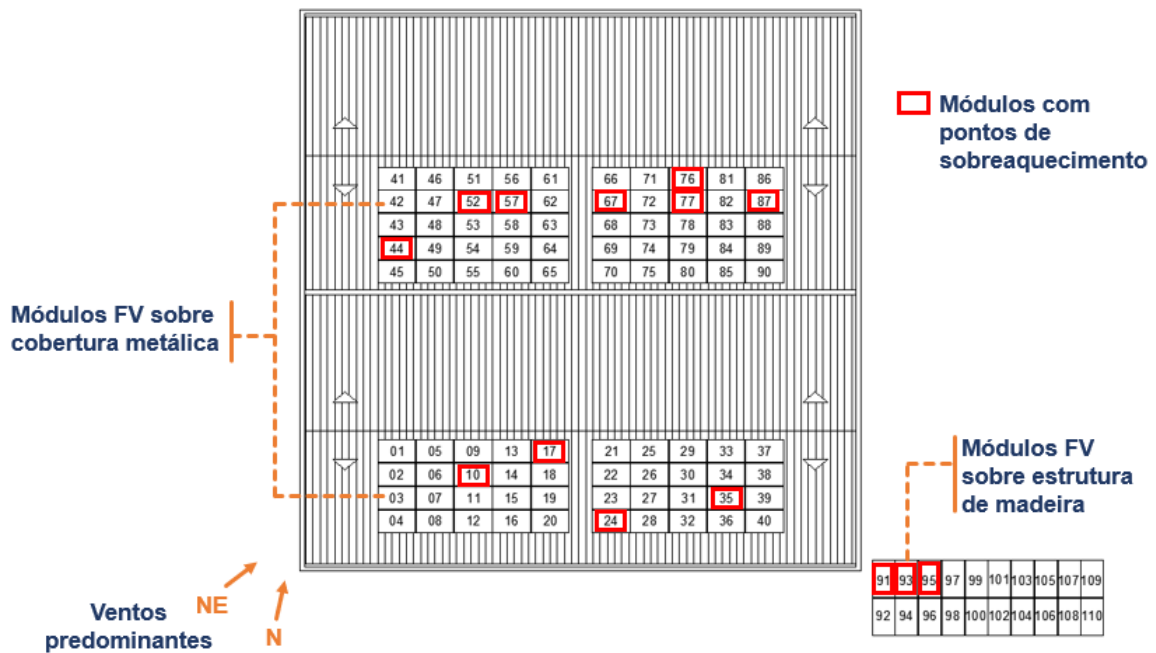 Módulos com
pontos de
sobreaquecimento
41 46 51 56 61 66 71 76 81 86
42 47 52 57 62 67 72 77 82 87
43 48 53 58 63 68 73 78 83 88
44 49 54 59 64 69 74 79 84 89
45 50 55 60 65 70 75 80 85 90
Módulos FV sobre
cobertura metálica
01 05 09 13 17 21 25 29 33 37
02 06 10 14 18 22 26 30 34 38
03 07 11 15 19 23 27 31 35 39
04 08 12 16 20 24 28 32 36 40
Módulos FV
sobre estrutura
de madeira
91 93 95 97 99 101 103 105 107 109
92 94 96 98 100 102 104 106 108 110
Ventos
predominantes
NE
N